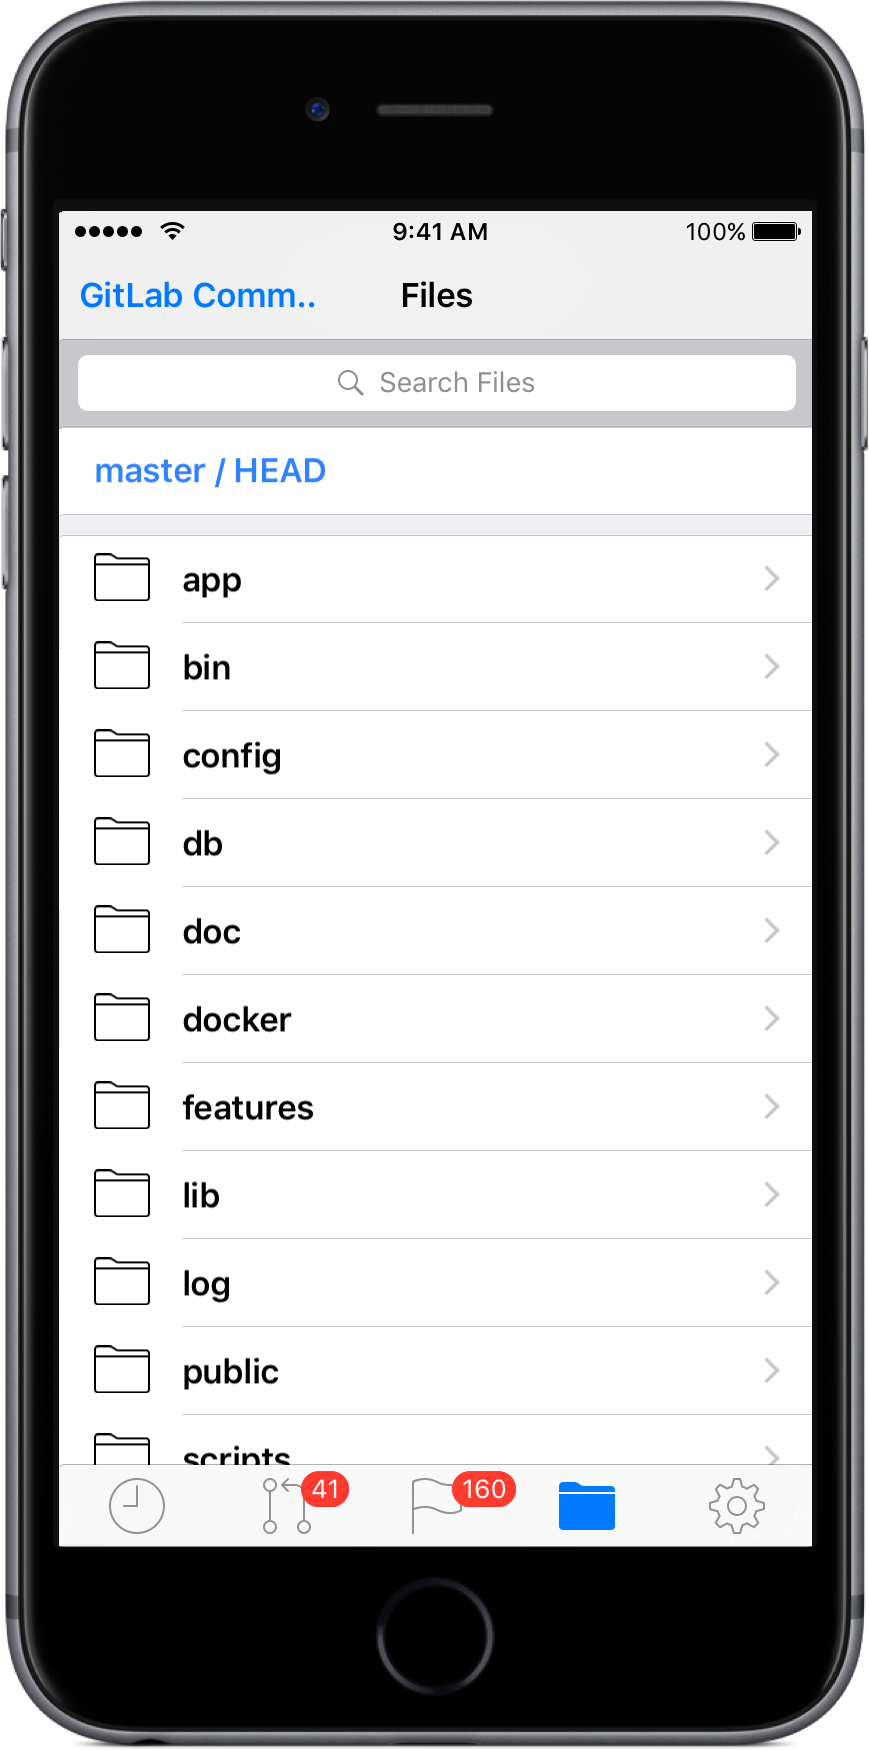 9:41 AM 100%
GitLab Comm.. Files
Search Files
master / HEAD
app
bin
config
db
doc
docker
features
lib
log
public
scripts
41 160